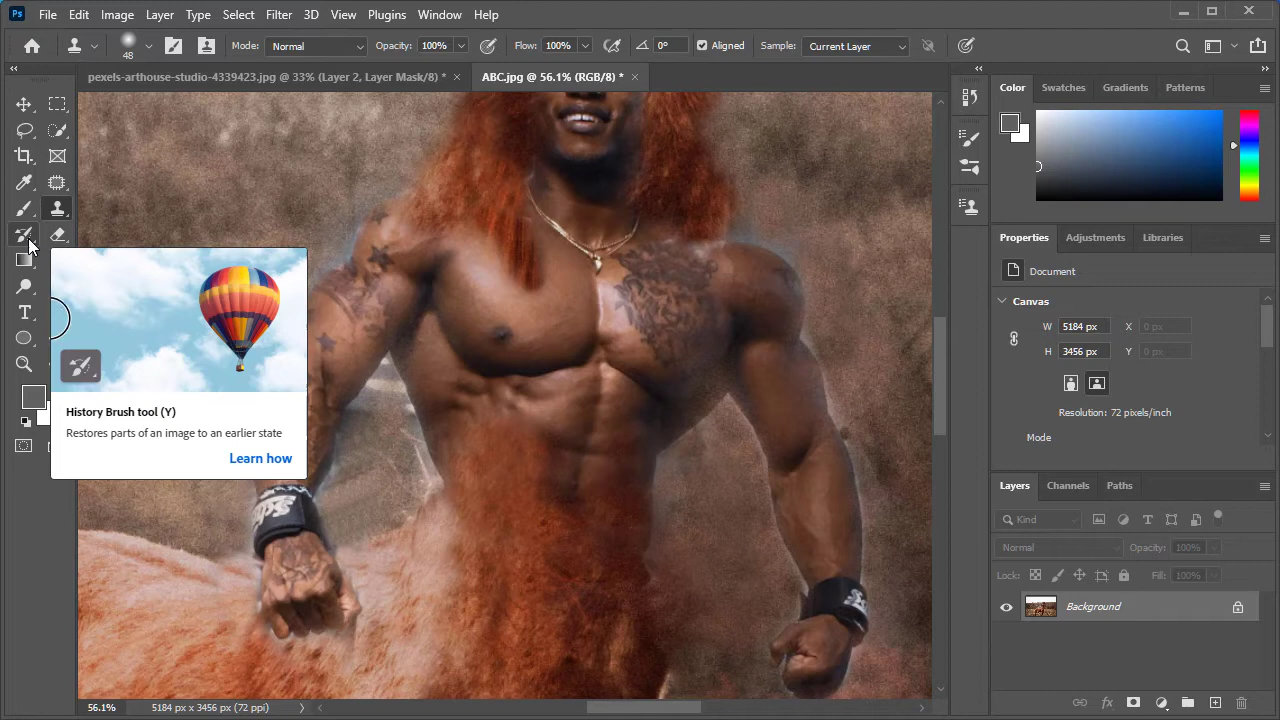 Ps File Edit Image Layer Type Select Filter 3D View Plugins Window Help
48 Mode: Normal Opacity: 100% Flow: 100% 0° Aligned Sample: Current Layer
pexels-arthouse-studio-4339423.jpg @ 33% (Layer 2, Layer Mask/8) * ABC.jpg @ 56.1% (RGB/8) *
Color Swatches Gradients Patterns
Properties Adjustments Libraries
Document
Canvas
W 5184 px X 0 px
H 3456 px Y 0 px
Resolution: 72 pixels/inch
Mode
History Brush tool (Y)
Restores parts of an image to an earlier state
Learn how
Layers Channels Paths
Kind
Normal Opacity: 100%
Lock: Fill: 100%
Background
56.1% 5184 px x 3456 px (72 ppi)